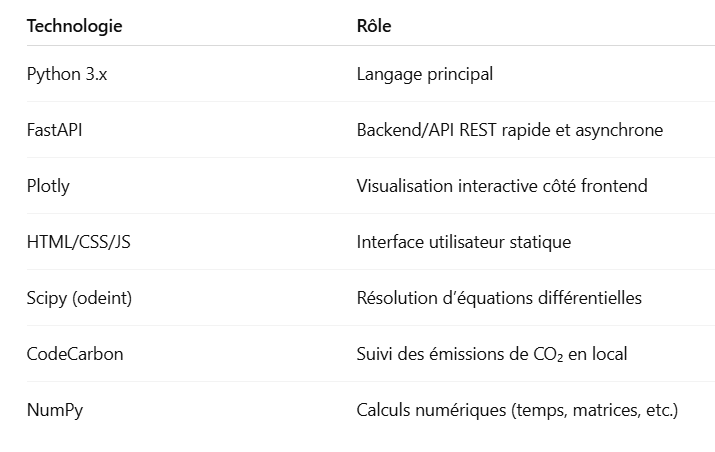 Technologie Rôle
Python 3.x Langage principal
FastAPI Backend/API REST rapide et asynchrone
Plotly Visualisation interactive côté frontend
HTML/CSS/JS Interface utilisateur statique
Scipy (odeint) Résolution d’équations différentielles
CodeCarbon Suivi des émissions de CO₂ en local
NumPy Calculs numériques (temps, matrices, etc.)